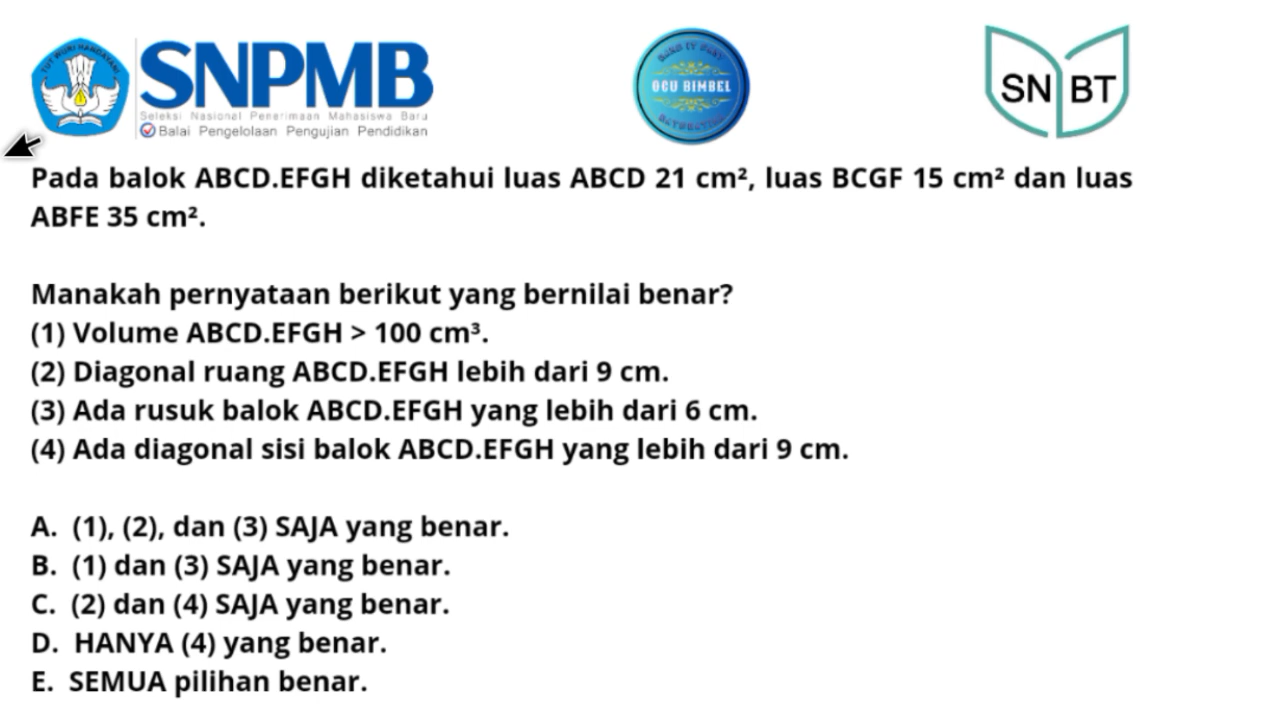 TUT WURI HANDAYANI
SNPMB
Seleksi Nasional Penerimaan Mahasiswa Baru
Balai Pengelolaan Pengujian Pendidikan
OCU BIMBEL
SN BT
Pada balok ABCD.EFGH diketahui luas ABCD 21 cm², luas BCGF 15 cm² dan luas
ABFE 35 cm².
Manakah pernyataan berikut yang bernilai benar?
(1) Volume ABCD.EFGH > 100 cm³.
(2) Diagonal ruang ABCD.EFGH lebih dari 9 cm.
(3) Ada rusuk balok ABCD.EFGH yang lebih dari 6 cm.
(4) Ada diagonal sisi balok ABCD.EFGH yang lebih dari 9 cm.
A. (1), (2), dan (3) SAJA yang benar.
B. (1) dan (3) SAJA yang benar.
C. (2) dan (4) SAJA yang benar.
D. HANYA (4) yang benar.
E. SEMUA pilihan benar.